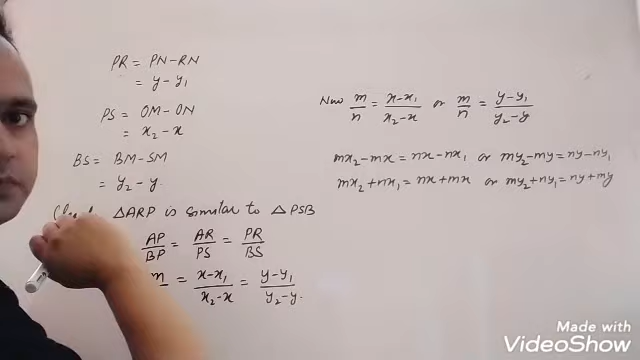 PR = PN-RN
= y-y₁
PS = OM-ON
= x₂-x
BS = BM-SM
= y₂-y.
△ARP is similar to △PSB
AP/BP = AR/PS = PR/BS
m = x-x₁/x₂-x = y-y₁/y₂-y.
Now m/n = x-x₁/x₂-x or m/n = y-y₁/y₂-y
mx₂-mx = nx-nx₁ or my₂-my = ny-ny₁
mx₂+nx₁ = nx+mx or my₂+ny₁ = ny+my
Made with
VideoShow